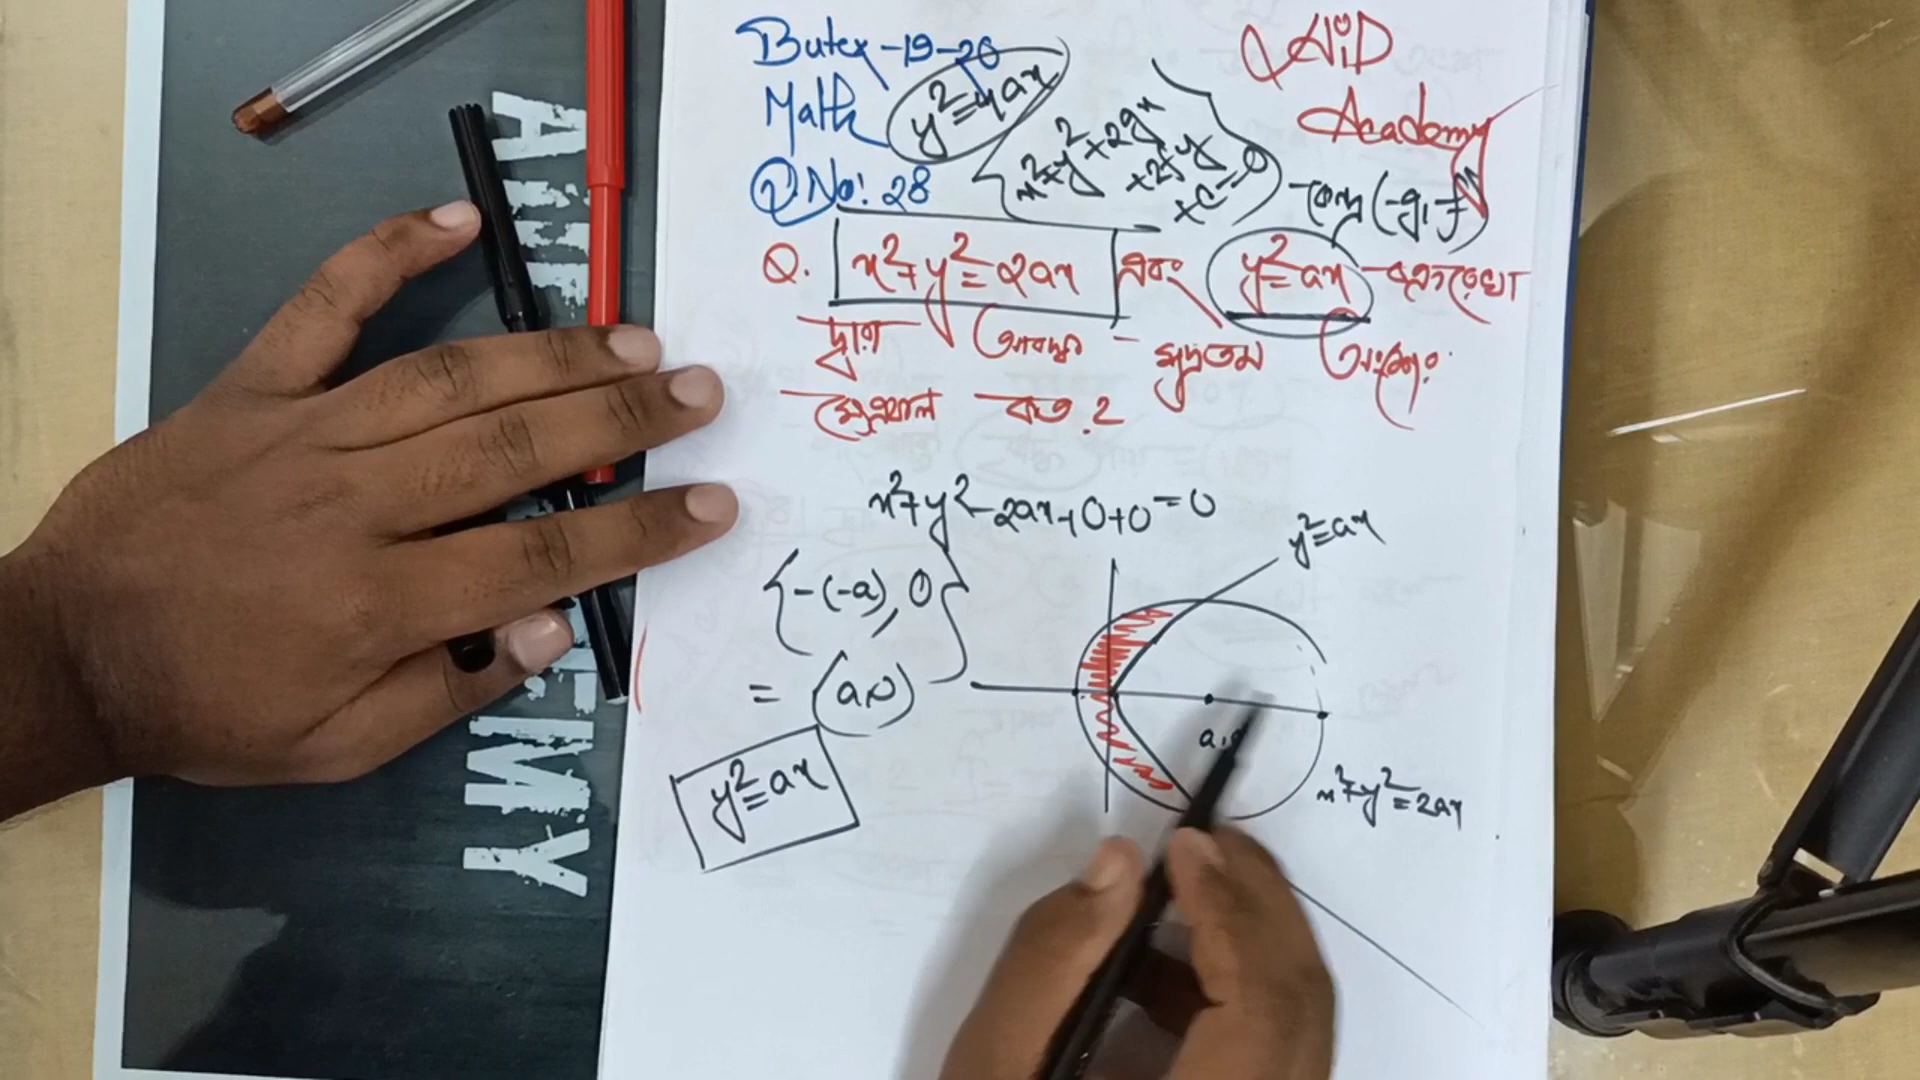 Butex-19-20
Math
Q No: 28
y²=4ax
x²+y²+2gx
+2fy
+c=0
কেন্দ্র (-g, -f)
AiD
Academy
Q. x²+y²=2ax এবং y²=ax বক্ররেখা
দ্বারা আবদ্ধ ক্ষুদ্রতম অংশের
ক্ষেত্রফল কত?
x²+y²-2ax+0+0=0
{-(-a), 0}
= (a,0)
y²=ax
y²=ax
x²+y²=2ax
ACADEMY